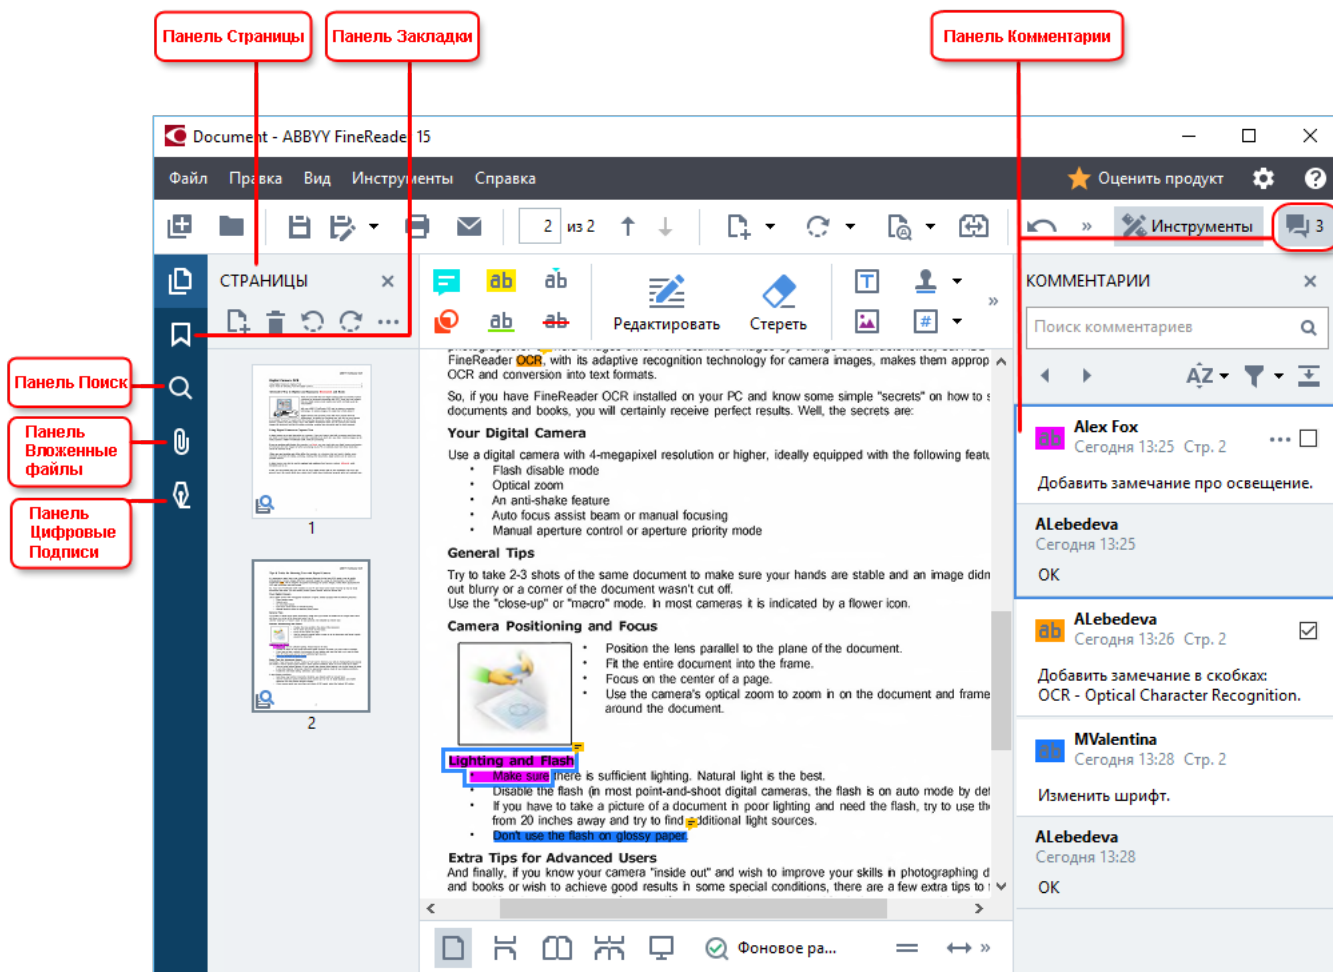 Панель Страницы
Панель Закладки
Панель Комментарии
Document - ABBYY FineReader 15
Файл Правка Вид Инструменты Справка
Оценить продукт
?
2 из 2
Инструменты
3
СТРАНИЦЫ
Редактировать
Стереть
КОММЕНТАРИИ
Поиск комментариев
Панель Поиск
Панель
Вложенные
файлы
Панель
Цифровые
Подписи
1
2
FineReader OCR, with its adaptive recognition technology for camera images, makes them approp
OCR and conversion into text formats.
So, if you have FineReader OCR installed on your PC and know some simple "secrets" on how to s
documents and books, you will certainly receive perfect results. Well, the secrets are:
Your Digital Camera
Use a digital camera with 4-megapixel resolution or higher, ideally equipped with the following featu
• Flash disable mode
• Optical zoom
• An anti-shake feature
• Auto focus assist beam or manual focusing
• Manual aperture control or aperture priority mode
General Tips
Try to take 2-3 shots of the same document to make sure your hands are stable and an image didn
out blurry or a corner of the document wasn't cut off.
Use the "close-up" or "macro" mode. In most cameras it is indicated by a flower icon.
Camera Positioning and Focus
• Position the lens parallel to the plane of the document.
• Fit the entire document into the frame.
• Focus on the center of a page.
• Use the camera's optical zoom to zoom in on the document and frame
around the document.
Lighting and Flash
• Make sure there is sufficient lighting. Natural light is the best.
• Disable the flash (in most point-and-shoot digital cameras, the flash is on auto mode by def
• If you have to take a picture of a document in poor lighting and need the flash, try to use the
from 20 inches away and try to find additional light sources.
• Don't use the flash on glossy paper.
Extra Tips for Advanced Users
And finally, if you know your camera "inside out" and wish to improve your skills in photographing d
and books or wish to achieve good results in some special conditions, there are a few extra tips to
Фоновое ра...
AZ
ab
Alex Fox
Сегодня 13:25 Стр. 2
Добавить замечание про освещение.
ALebedeva
Сегодня 13:25
OK
ab
ALebedeva
Сегодня 13:26 Стр. 2
Добавить замечание в скобках:
OCR - Optical Character Recognition.
ab
MValentina
Сегодня 13:28 Стр. 2
Изменить шрифт.
ALebedeva
Сегодня 13:28
OK